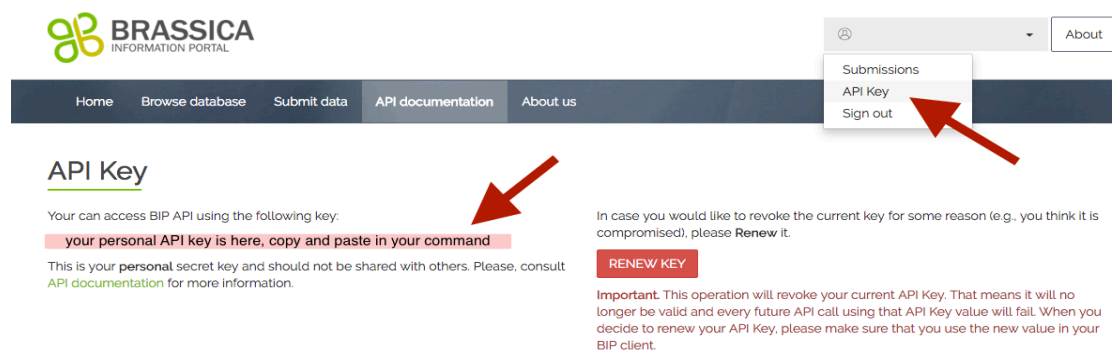 BRASSICA
INFORMATION PORTAL
About
Submissions
API Key
Sign out
Home Browse database Submit data API documentation About us
API Key
Your can access BIP API using the following key:
your personal API key is here, copy and paste in your command
This is your personal secret key and should not be shared with others. Please, consult
API documentation for more information.
In case you would like to revoke the current key for some reason (e.g., you think it is
compromised), please Renew it.
RENEW KEY
Important. This operation will revoke your current API Key. That means it will no
longer be valid and every future API call using that API Key value will fail. When you
decide to renew your API Key, please make sure that you use the new value in your
BIP client.